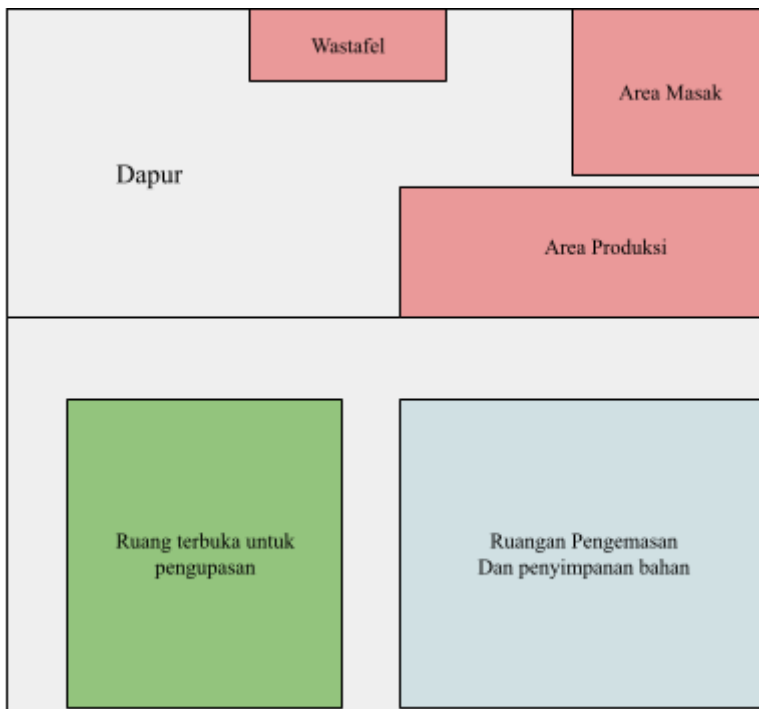 Wastafel
Area Masak
Dapur
Area Produksi
Ruang terbuka untuk
pengupasan
Ruangan Pengemasan
Dan penyimpanan bahan